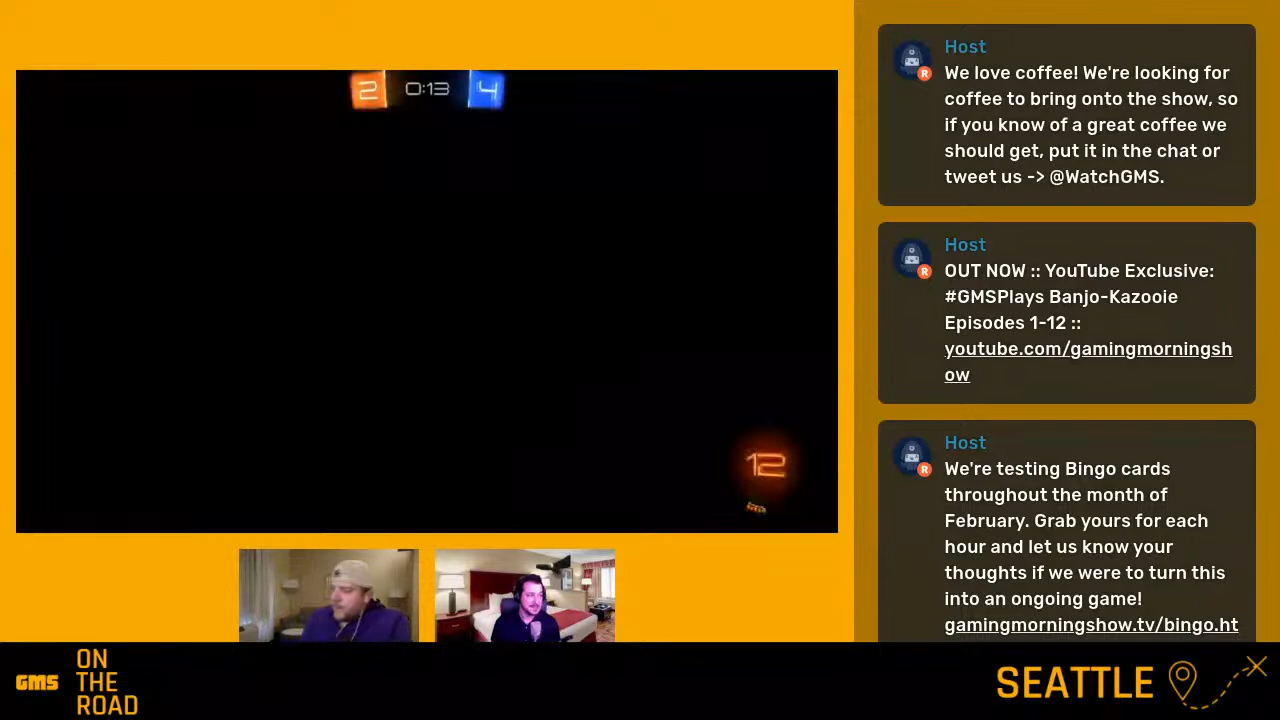 2 0:13 4
12
Host
R
We love coffee! We're looking for
coffee to bring onto the show, so
if you know of a great coffee we
should get, put it in the chat or
tweet us -> @WatchGMS.
Host
R
OUT NOW :: YouTube Exclusive:
#GMSPlays Banjo-Kazooie
Episodes 1-12 ::
youtube.com/gamingmorningsh
ow
Host
R
We're testing Bingo cards
throughout the month of
February. Grab yours for each
hour and let us know your
thoughts if we were to turn this
into an ongoing game!
gamingmorningshow.tv/bingo.ht
GMS
ON
THE
ROAD
SEATTLE